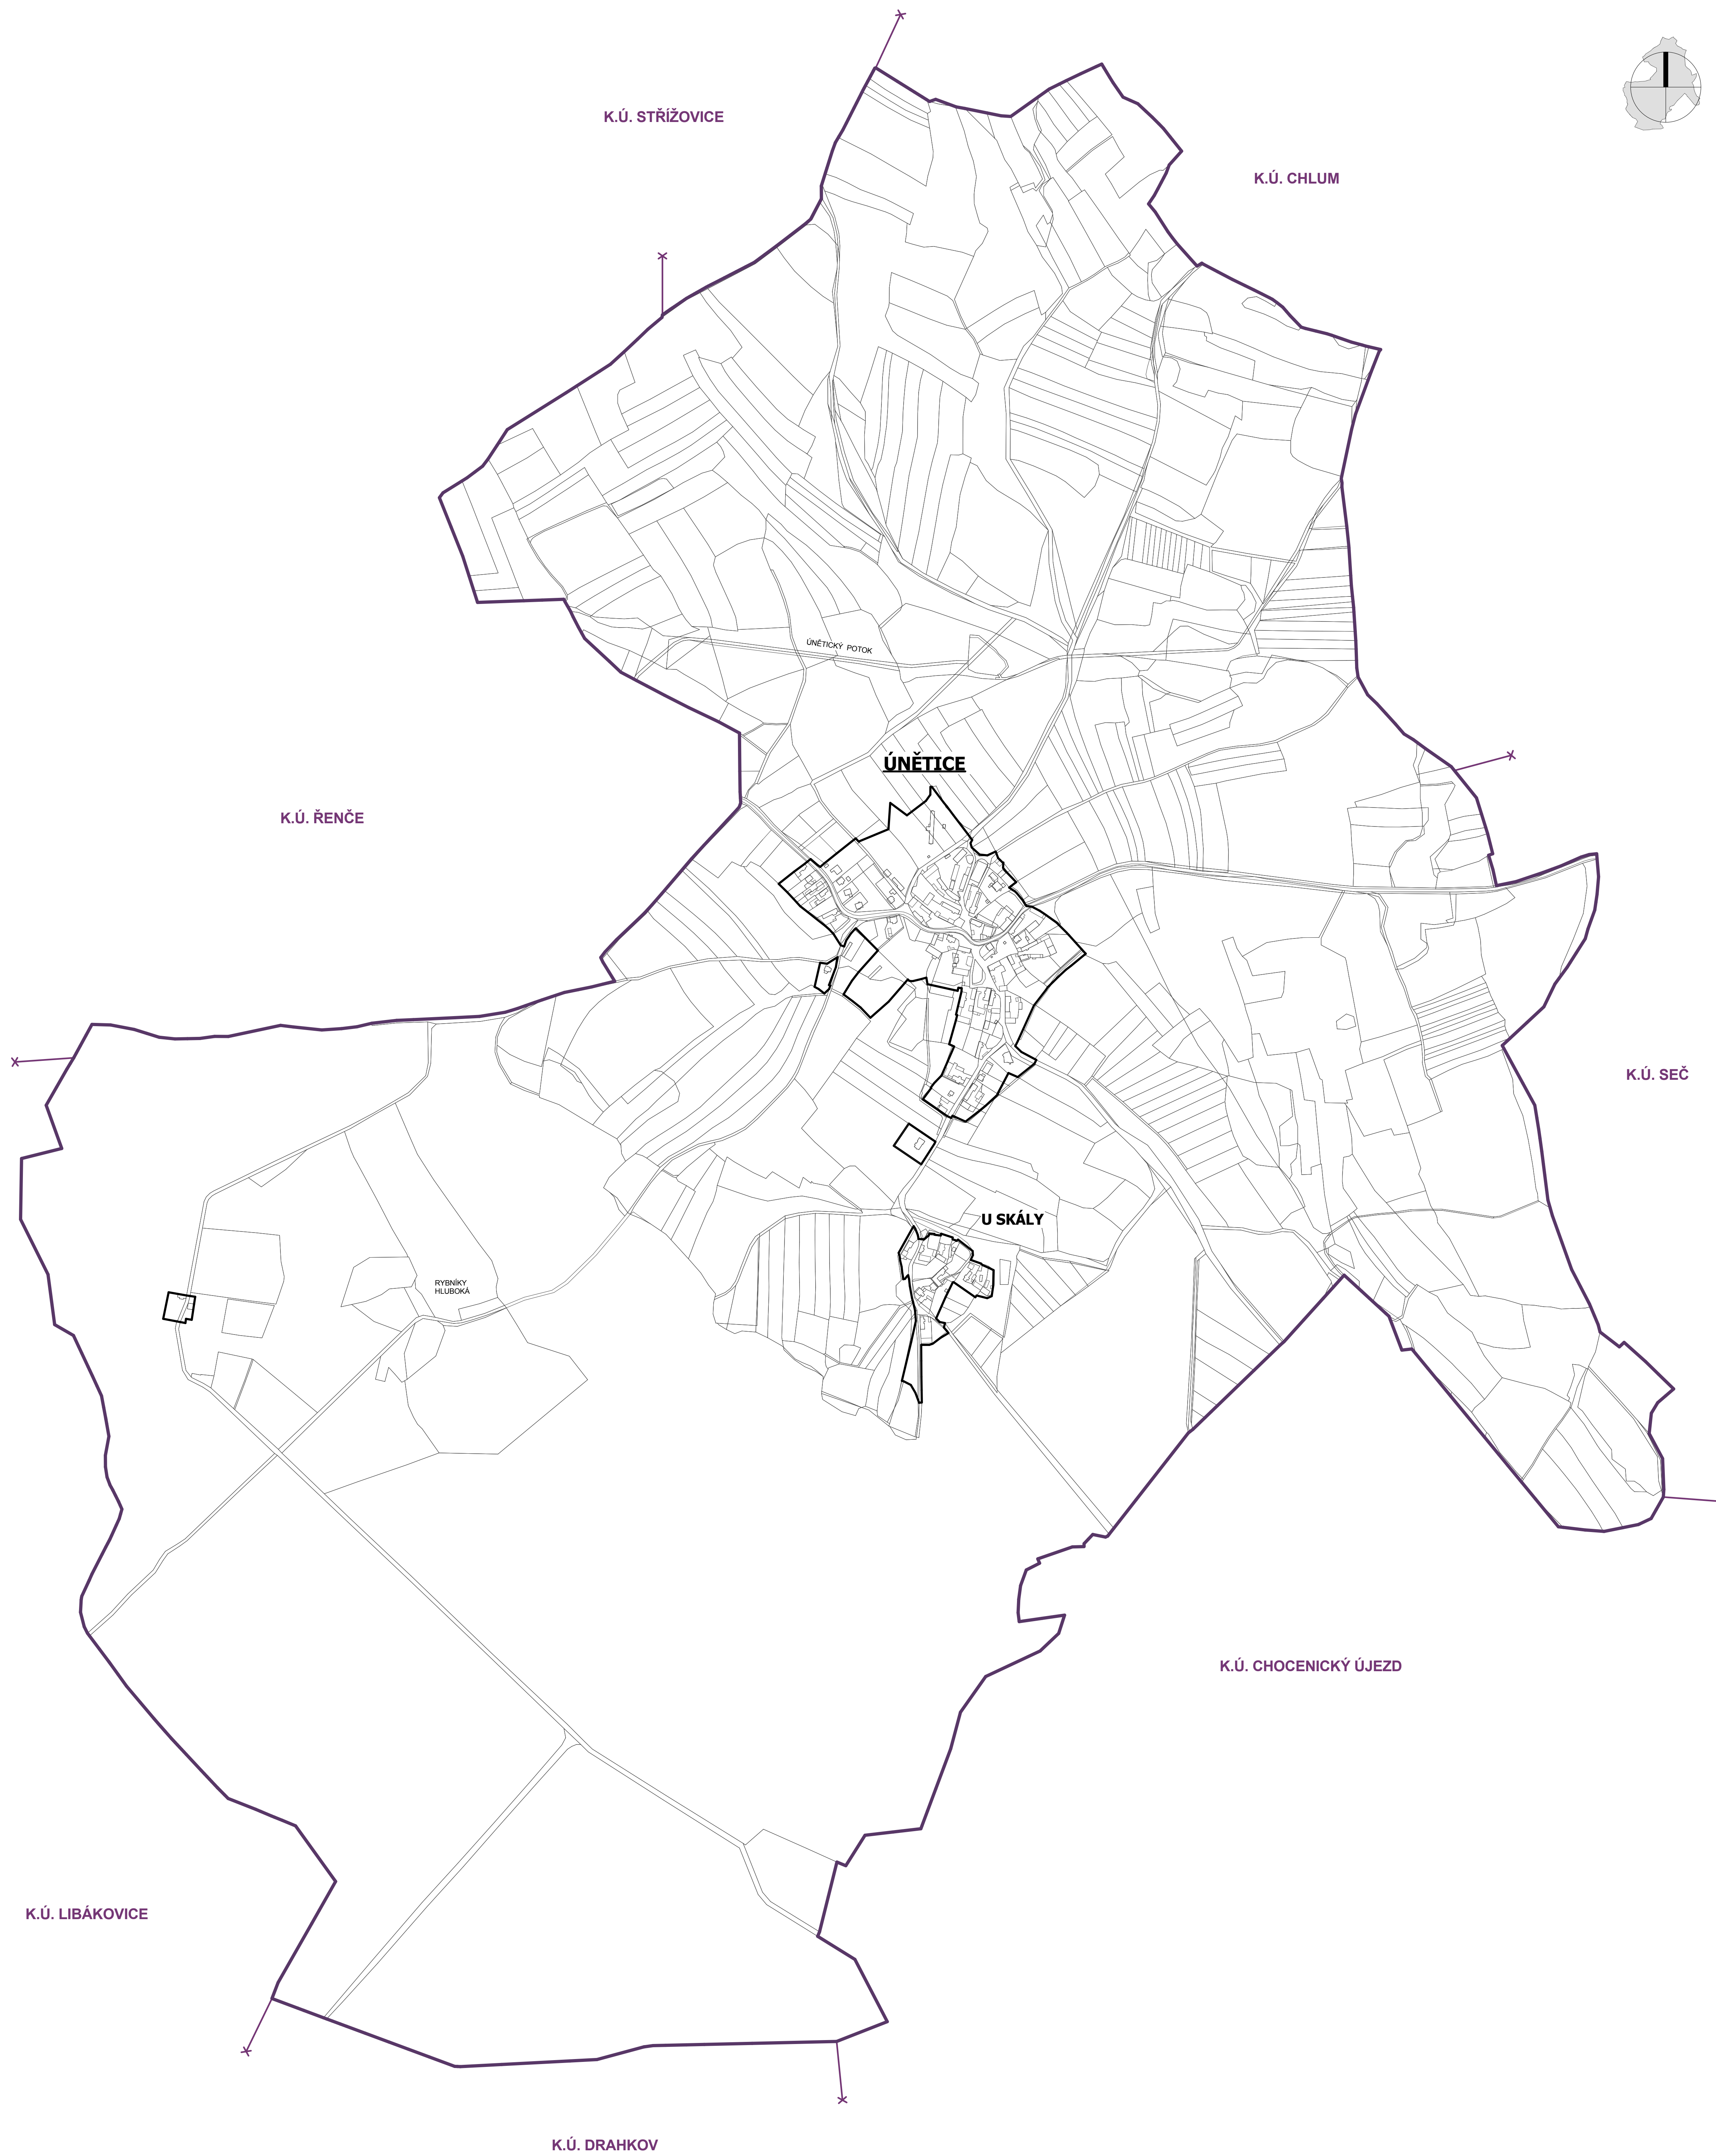 K.Ú. STŘÍŽOVICE
K.Ú. CHLUM
ÚNĚTICKÝ POTOK
ÚNĚTICE
K.Ú. ŘENČE
K.Ú. SEČ
U SKÁLY
RYBNÍKY
HLUBOKÁ
K.Ú. CHOCENICKÝ ÚJEZD
K.Ú. LIBÁKOVICE
K.Ú. DRAHKOV